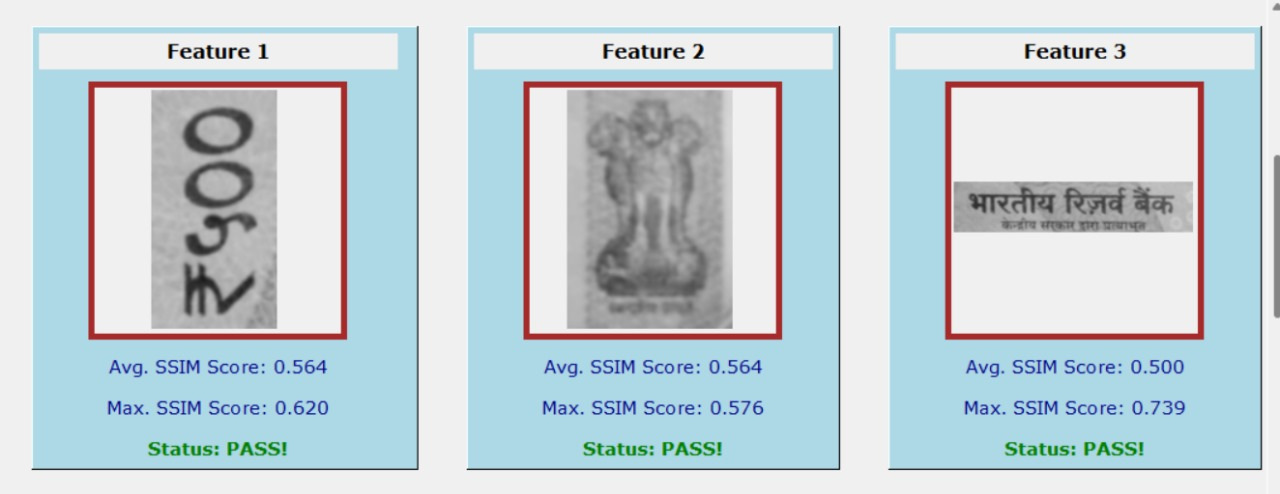 Feature 1
₹५००
Avg. SSIM Score: 0.564
Max. SSIM Score: 0.620
Status: PASS!
Feature 2
Avg. SSIM Score: 0.564
Max. SSIM Score: 0.576
Status: PASS!
Feature 3
भारतीय रिज़र्व बैंक
केन्द्रीय सरकार द्वारा प्रत्याभूत
Avg. SSIM Score: 0.500
Max. SSIM Score: 0.739
Status: PASS!